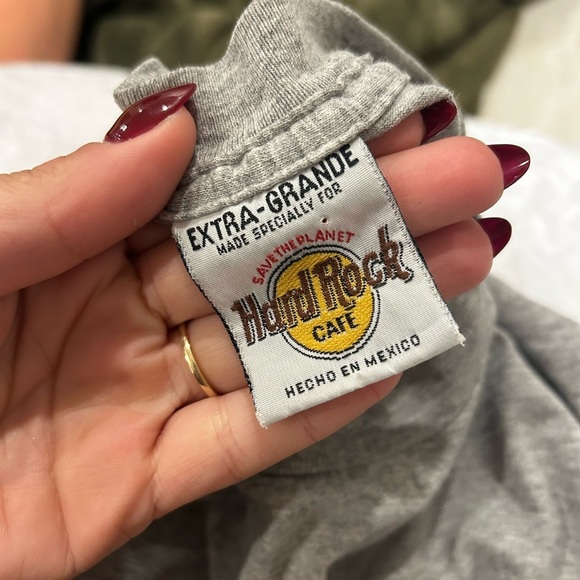 EXTRA-GRANDE
MADE SPECIALLY FOR
SAVE THE PLANET
Hard Rock
CAFE
HECHO EN MEXICO